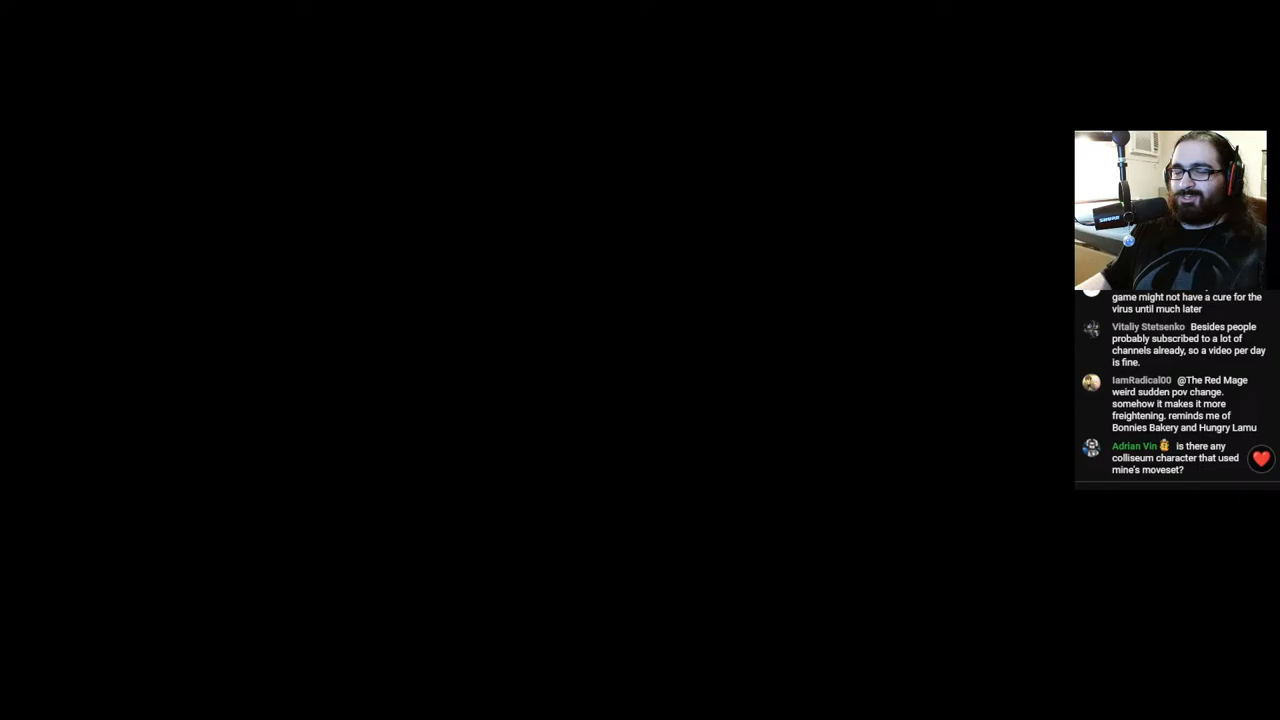 SHURE
game might not have a cure for the
virus until much later
Vitaliy Stetsenko Besides people
probably subscribed to a lot of
channels already, so a video per day
is fine.
IamRadical00 @The Red Mage
weird sudden pov change.
somehow it makes it more
freightening. reminds me of
Bonnies Bakery and Hungry Lamu
Adrian Vin is there any
colliseum character that used
mine's moveset?